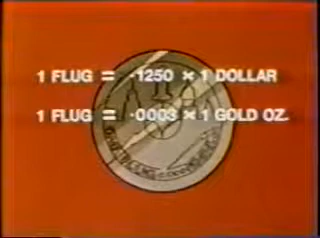 1 FLUG = .1250 × 1 DOLLAR
1 FLUG = .0003 × 1 GOLD OZ.